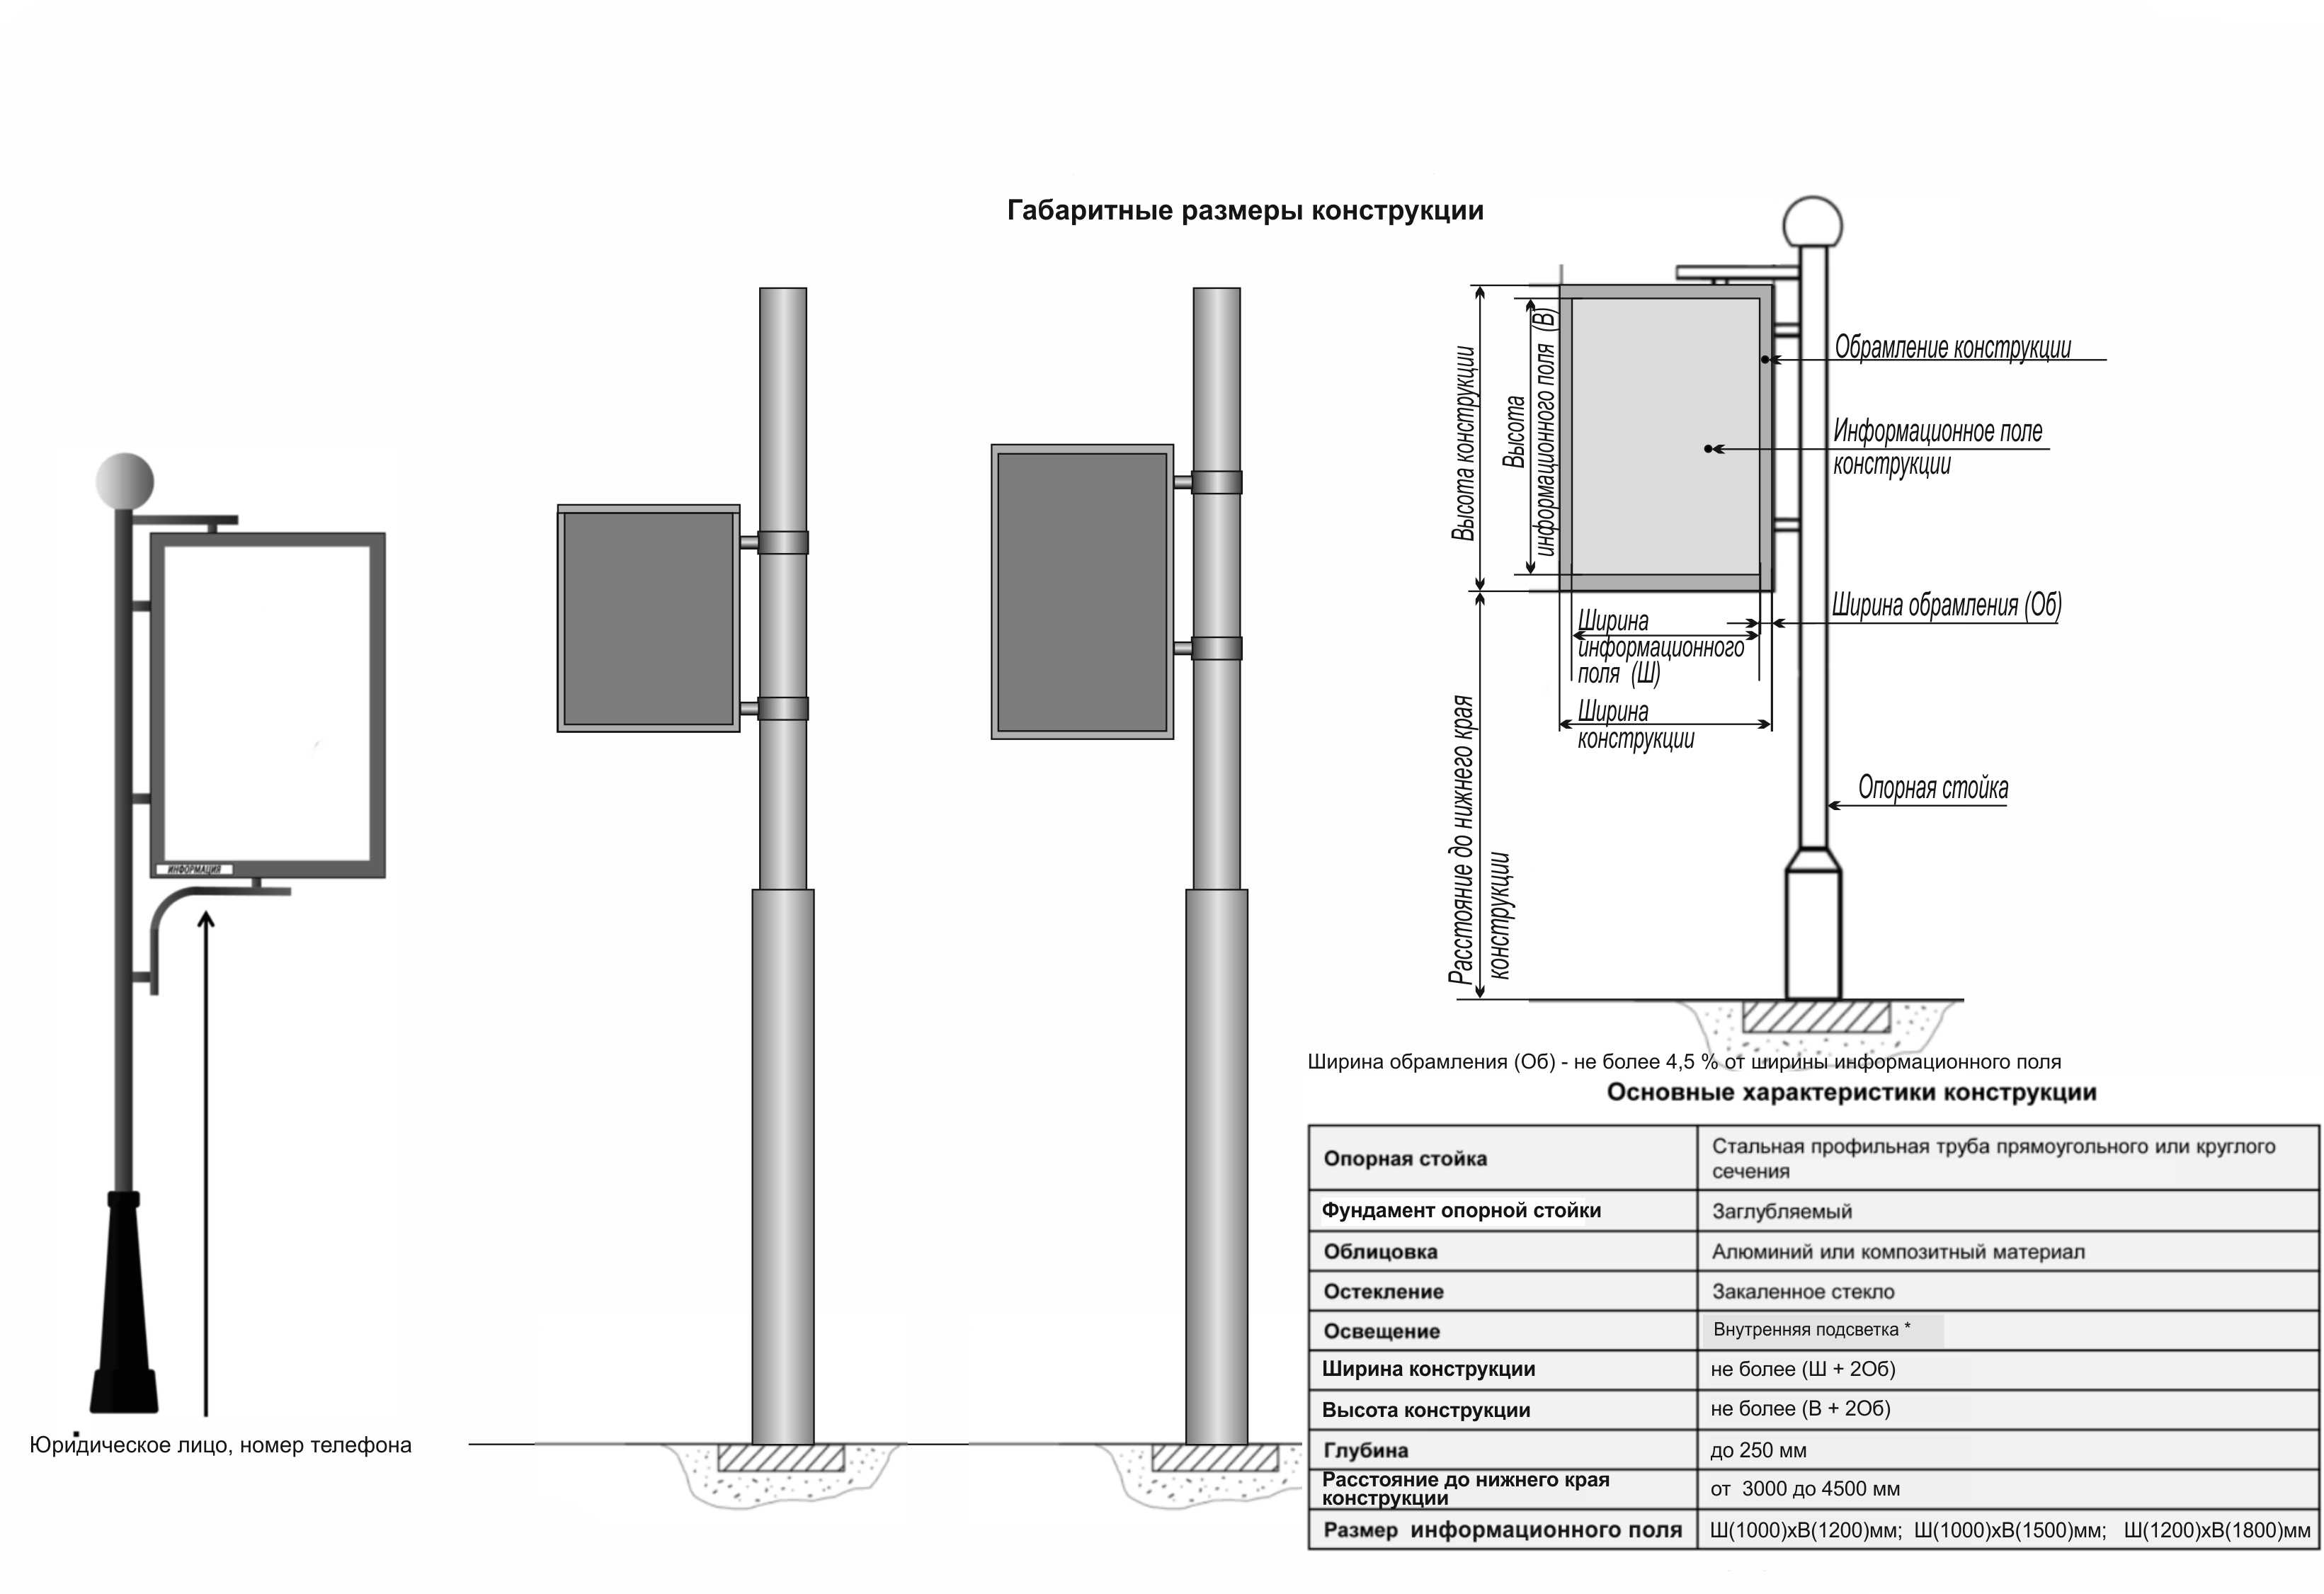 Габаритные размеры конструкции
ИНФОРМАЦИЯ
Юридическое лицо, номер телефона
Высота конструкции
Высота
информационного поля (В)
Обрамление конструкции
Информационное поле
конструкции
Ширина обрамления (Об)
Ширина
информационного
поля (Ш)
Ширина
конструкции
Расстояние до нижнего края
конструкции
Опорная стойка
Ширина обрамления (Об) - не более 4,5 % от ширины информационного поля
Основные характеристики конструкции
Опорная стойка
Стальная профильная труба прямоугольного или круглого
сечения
Фундамент опорной стойки
Заглубляемый
Облицовка
Алюминий или композитный материал
Остекление
Закаленное стекло
Освещение
Внутренняя подсветка *
Ширина конструкции
не более (Ш + 2Об)
Высота конструкции
не более (В + 2Об)
Глубина
до 250 мм
Расстояние до нижнего края
конструкции
от 3000 до 4500 мм
Размер информационного поля
Ш(1000)хВ(1200)мм; Ш(1000)хВ(1500)мм; Ш(1200)хВ(1800)мм